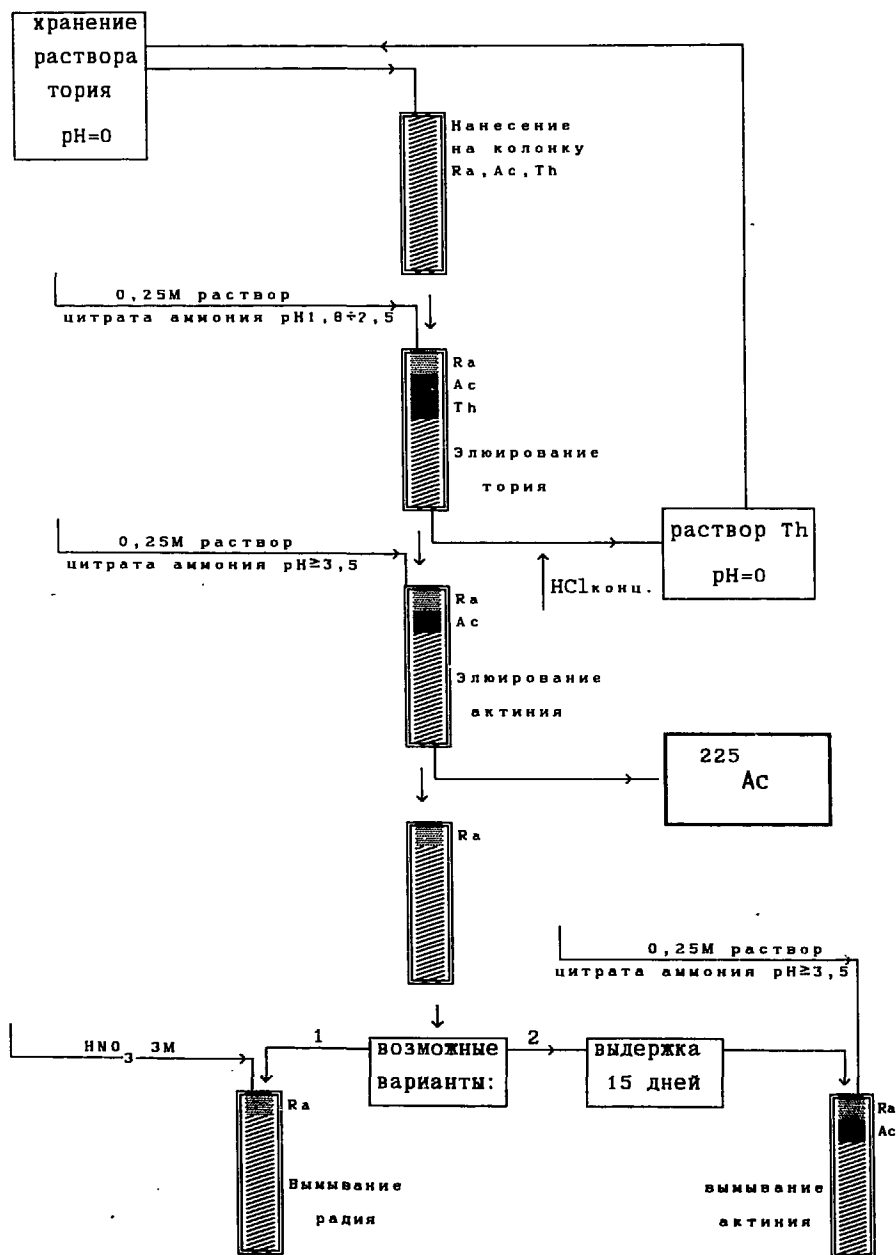 хранение
раствора
тория
pH=0
Нанесение
на колонку
Ra, Ac, Th
0,25М раствор
цитрата аммония pH1,8÷2,5
Ra
Ac
Th
Элюирование
тория
раствор Th
pH=0
HClконц.
0,25М раствор
цитрата аммония pH≥3,5
Ra
Ac
Элюирование
актиния
225
Ac
Ra
0,25М раствор
цитрата аммония pH≥3,5
HNO3 3М
1
возможные
варианты:
2
выдержка
15 дней
Ra
Вымывание
радия
Ra
Ac
вымывание
актиния